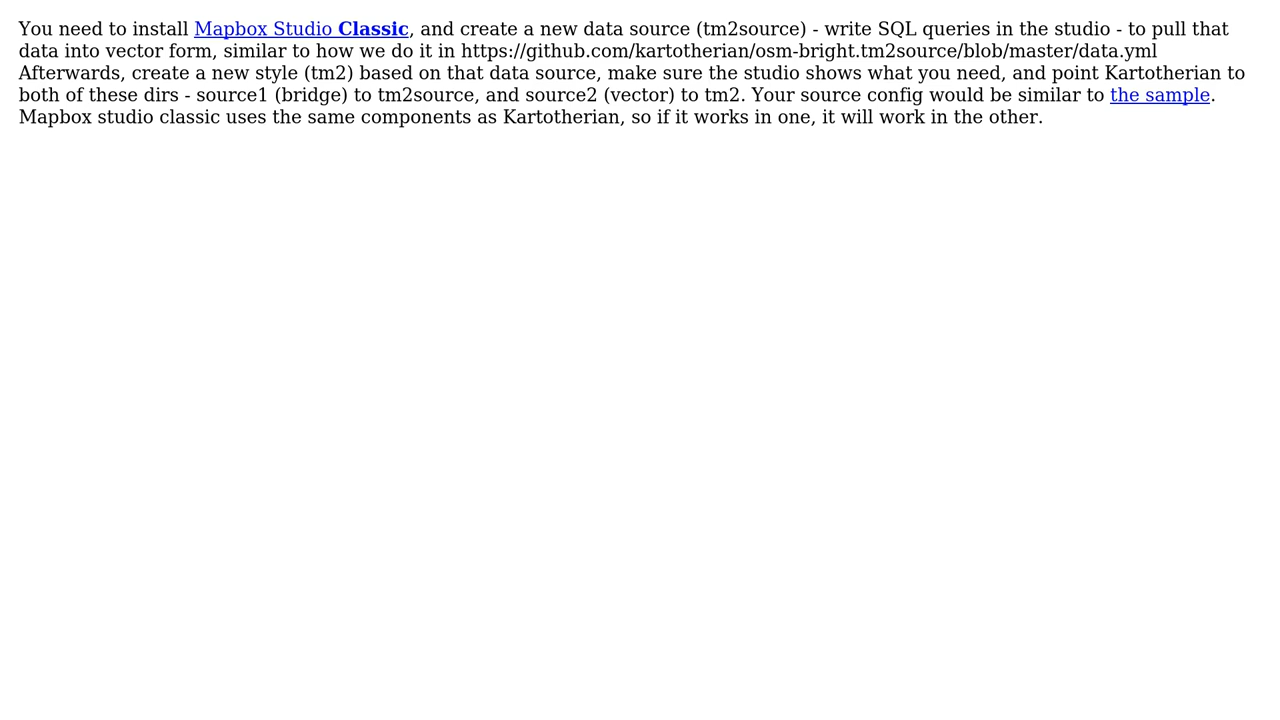 You need to install Mapbox Studio Classic, and create a new data source (tm2source) - write SQL queries in the studio - to pull that
data into vector form, similar to how we do it in https://github.com/kartotherian/osm-bright.tm2source/blob/master/data.yml
Afterwards, create a new style (tm2) based on that data source, make sure the studio shows what you need, and point Kartotherian to
both of these dirs - source1 (bridge) to tm2source, and source2 (vector) to tm2. Your source config would be similar to the sample.
Mapbox studio classic uses the same components as Kartotherian, so if it works in one, it will work in the other.